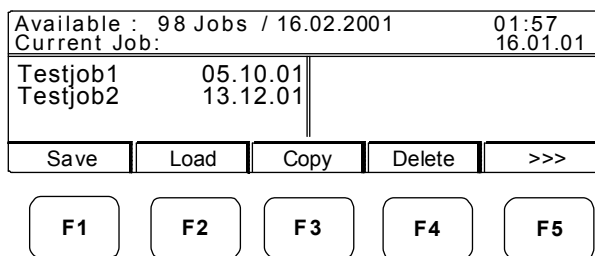 Available : 98 Jobs / 16.02.2001 01:57
Current Job: 16.01.01
Testjob1 05.10.01
Testjob2 13.12.01
Save Load Copy Delete >>>
F1 F2 F3 F4 F5